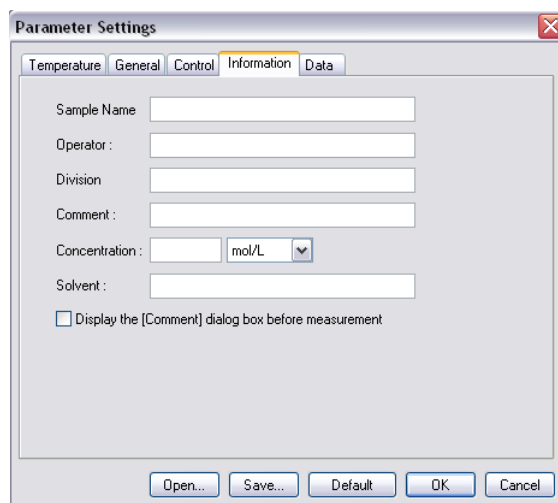 Parameter Settings
Temperature General Control Information Data
Sample Name
Operator :
Division
Comment :
Concentration : mol/L
Solvent :
Display the [Comment] dialog box before measurement
Open... Save... Default OK Cancel